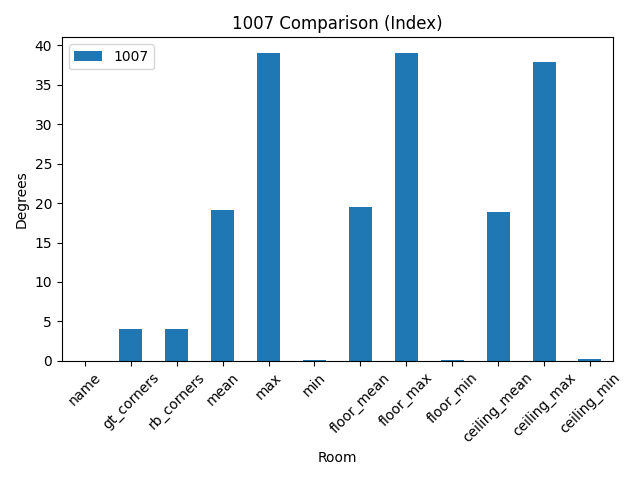 1007 Comparison (Index)
1007
Degrees
40
35
30
25
20
15
10
5
0
name
gt_corners
rb_corners
mean
max
min
floor_mean
floor_max
floor_min
ceiling_mean
ceiling_max
ceiling_min
Room